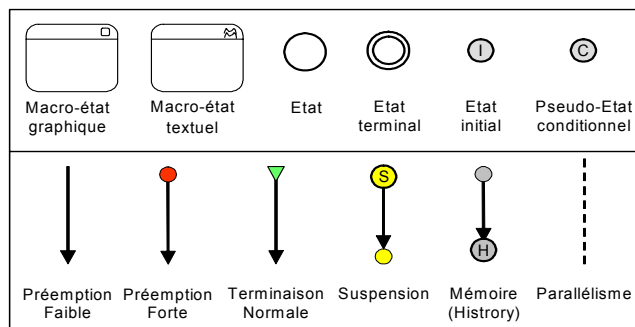 I
C
Macro-état
graphique
Macro-état
textuel
Etat
Etat
terminal
Etat
initial
Pseudo-Etat
conditionnel
S
H
Préemption
Faible
Préemption
Forte
Terminaison
Normale
Suspension
Mémoire
(Histrory)
Parallélisme